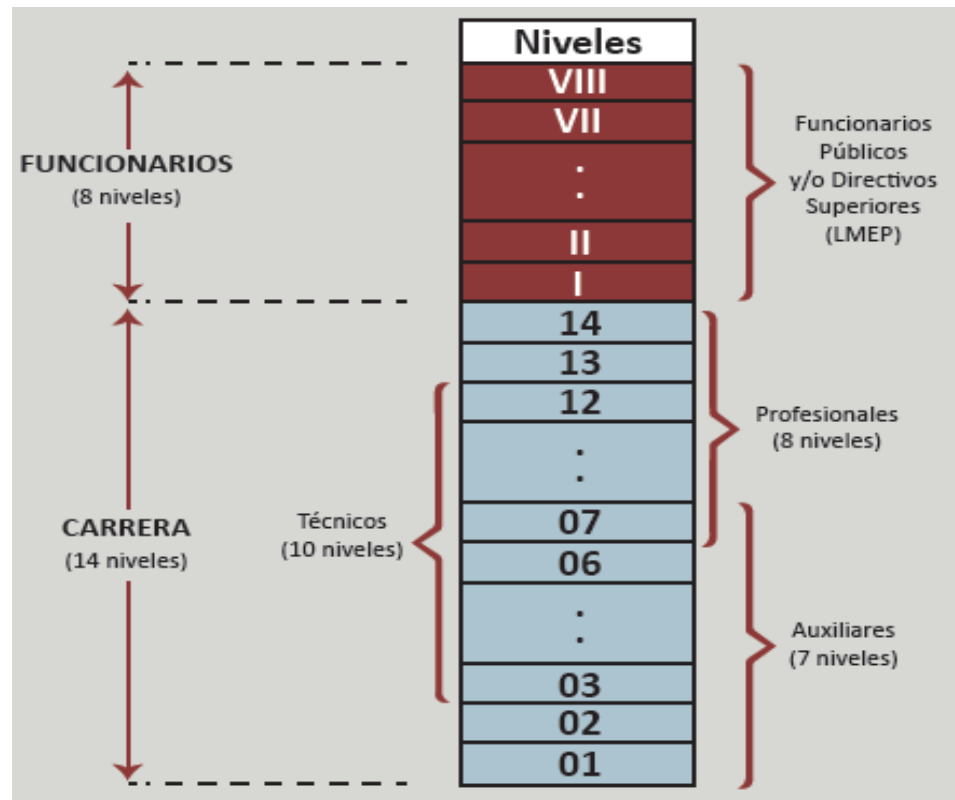 Niveles
VIII
VII
:
II
I
14
13
12
:
07
06
:
03
02
01
FUNCIONARIOS
(8 niveles)
CARRERA
(14 niveles)
Técnicos
(10 niveles)
Funcionarios
Públicos
y/o Directivos
Superiores
(LMEP)
Profesionales
(8 niveles)
Auxiliares
(7 niveles)